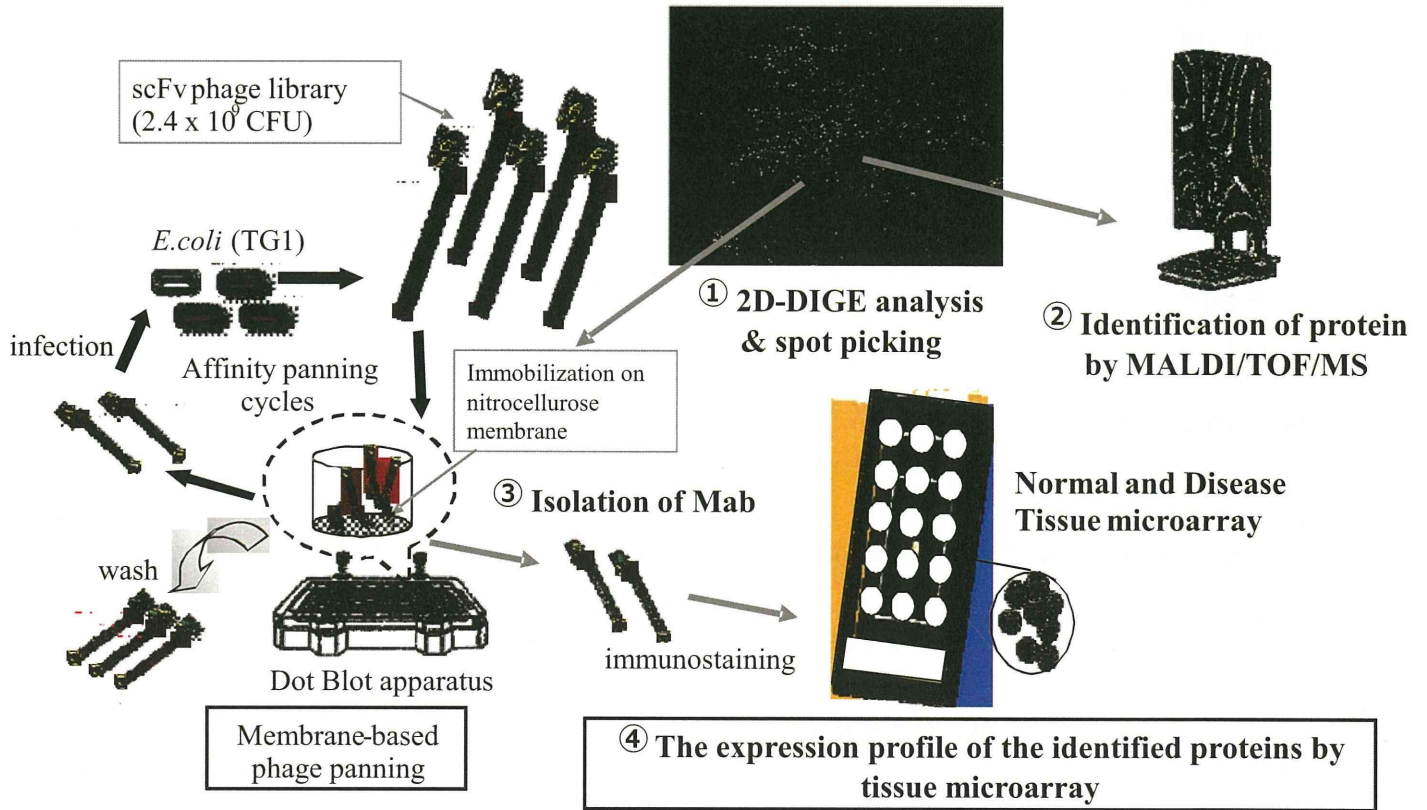 scFv phage library
(2.4 x 10⁹ CFU)
E.coli (TG1)
infection
Affinity panning
cycles
Immobilization on
nitrocellurose
membrane
① 2D-DIGE analysis
& spot picking
② Identification of protein
by MALDI/TOF/MS
③ Isolation of Mab
Normal and Disease
Tissue microarray
wash
immunostaining
Dot Blot apparatus
Membrane-based
phage panning
④ The expression profile of the identified proteins by
tissue microarray